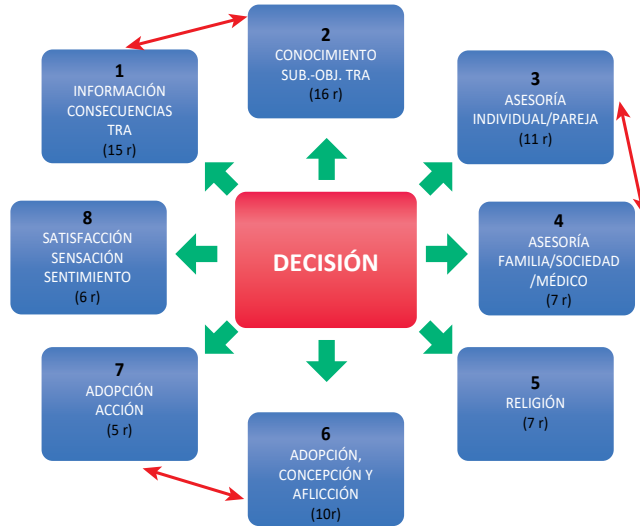 1
INFORMACIÓN
CONSECUENCIAS
TRA
(15 r)
2
CONOCIMIENTO
SUB.-OBJ. TRA
(16 r)
3
ASESORÍA
INDIVIDUAL/PAREJA
(11 r)
4
ASESORÍA
FAMILIA/SOCIEDAD
/MÉDICO
(7 r)
5
RELIGIÓN
(7 r)
6
ADOPCIÓN,
CONCEPCIÓN Y
AFLICCIÓN
(10r)
7
ADOPCIÓN
ACCIÓN
(5 r)
8
SATISFACCIÓN
SENSACIÓN
SENTIMIENTO
(6 r)
DECISIÓN